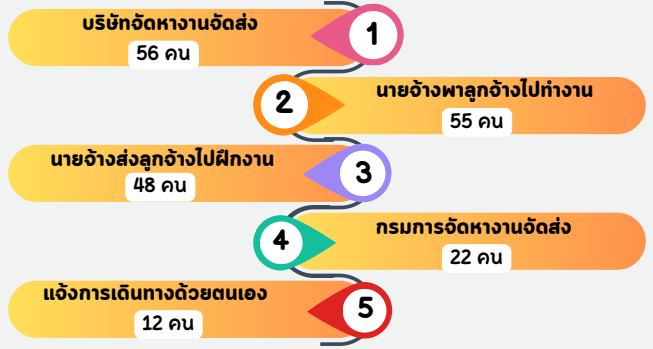 บริษัทจัดหางานจัดส่ง
56 คน
1
2
นายจ้างพาลูกจ้างไปทำงาน
55 คน
นายจ้างส่งลูกจ้างไปฝึกงาน
48 คน
3
4
กรมการจัดหางานจัดส่ง
22 คน
แจ้งการเดินทางด้วยตนเอง
12 คน
5